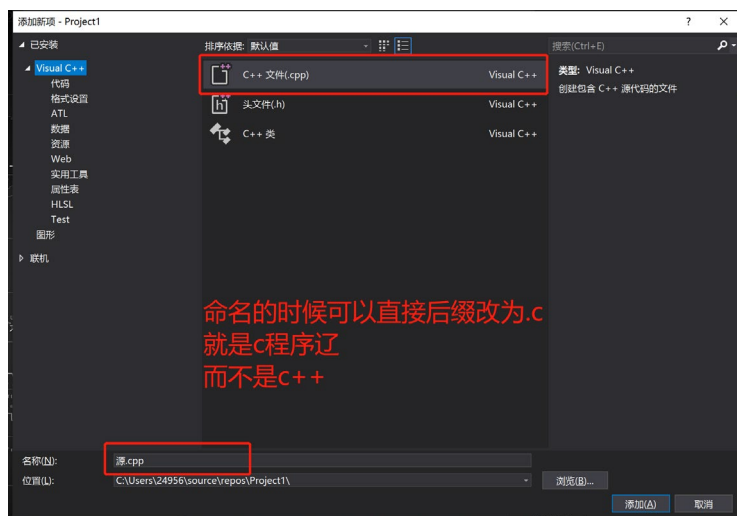 添加新项 - Project1
? ×
已安装
排序依据: 默认值
搜索(Ctrl+E)
Visual C++
代码
格式设置
ATL
数据
资源
Web
实用工具
属性表
HLSL
Test
图形
联机
C++ 文件(.cpp) Visual C++
头文件(.h) Visual C++
C++ 类 Visual C++
类型: Visual C++
创建包含 C++ 源代码的文件
命名的时候可以直接后缀改为.c
就是c程序辽
而不是c++
名称(N): 源.cpp
位置(L): C:\Users\24956\source\repos\Project1\
浏览(B)...
添加(A) 取消